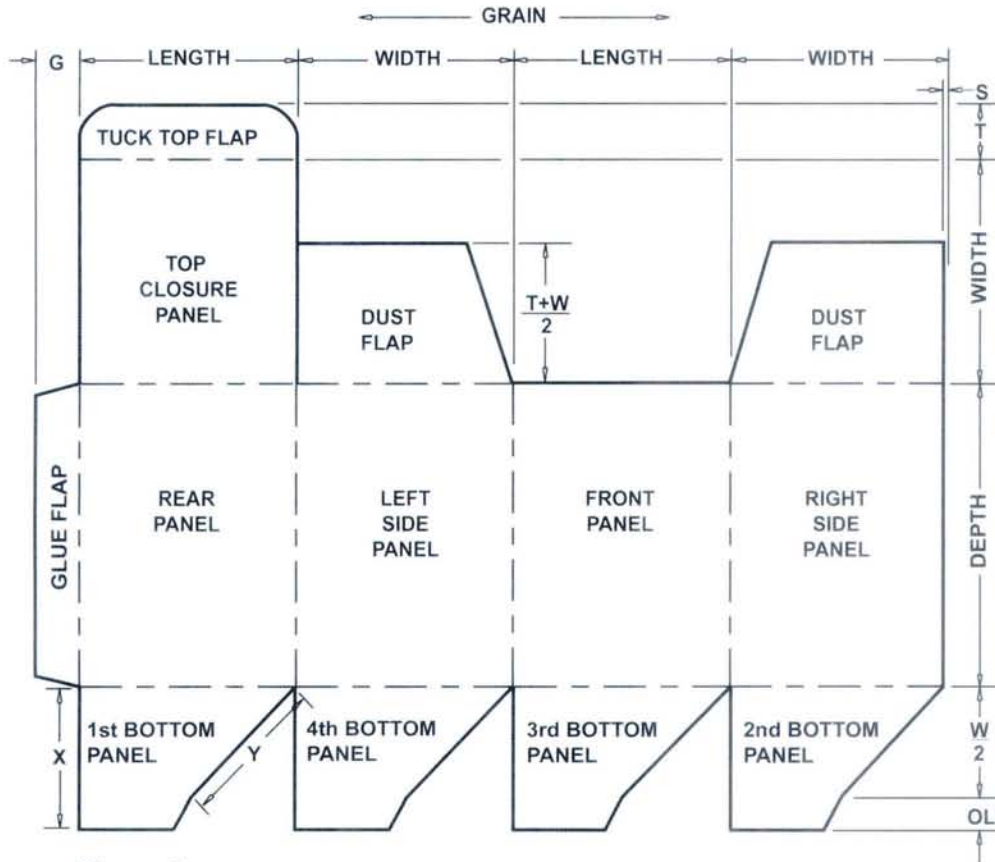 GRAIN
G
LENGTH
WIDTH
LENGTH
WIDTH
S
T
TUCK TOP FLAP
WIDTH
TOP
CLOSURE
PANEL
T+W
2
DUST
FLAP
DUST
FLAP
GLUE FLAP
REAR
PANEL
LEFT
SIDE
PANEL
FRONT
PANEL
RIGHT
SIDE
PANEL
DEPTH
X
1st BOTTOM
PANEL
Y
4th BOTTOM
PANEL
3rd BOTTOM
PANEL
2nd BOTTOM
PANEL
W
2
OL